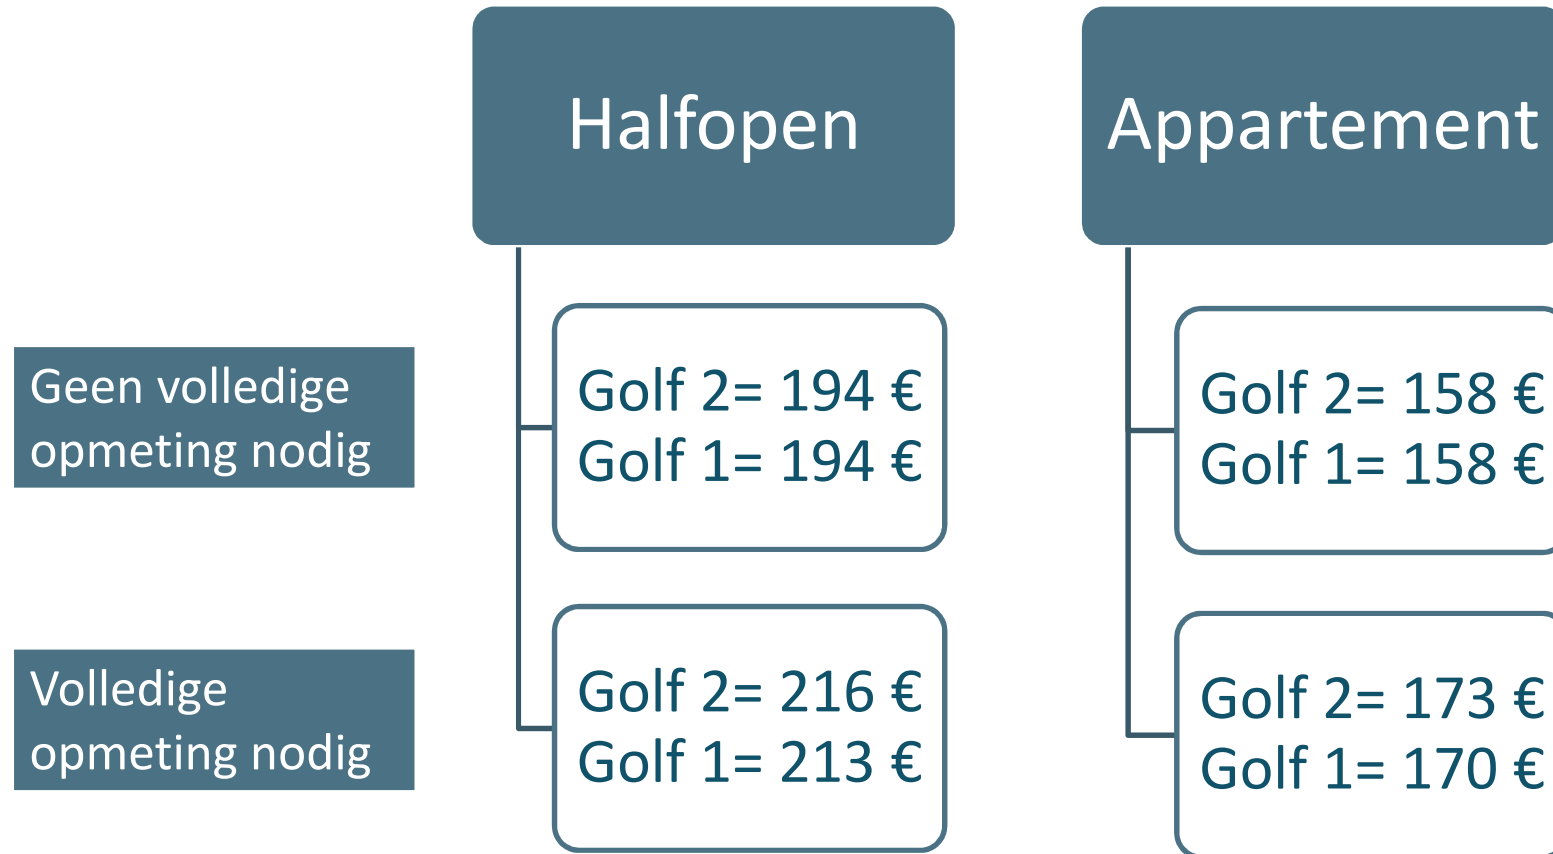 Halfopen
Appartement
Geen volledige
opmeting nodig
Golf 2= 194 €
Golf 1= 194 €
Golf 2= 158 €
Golf 1= 158 €
Volledige
opmeting nodig
Golf 2= 216 €
Golf 1= 213 €
Golf 2= 173 €
Golf 1= 170 €